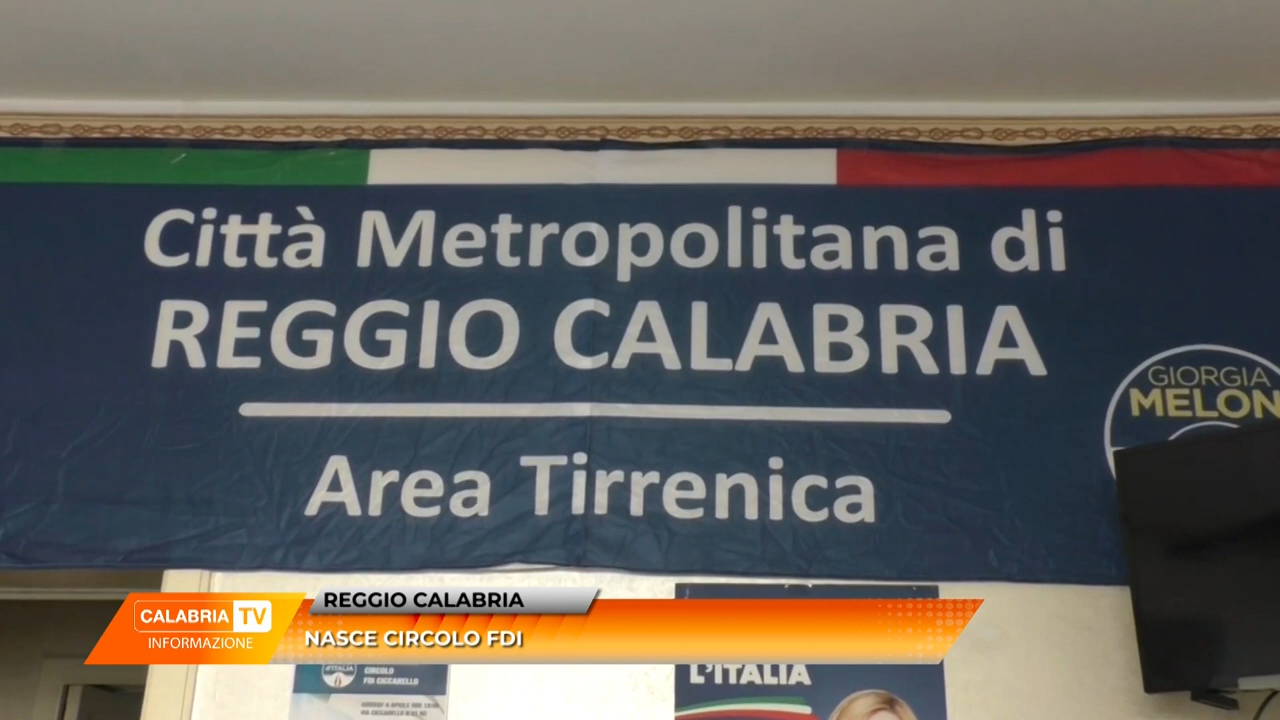 Città Metropolitana di
REGGIO CALABRIA
Area Tirrenica
GIORGIA
MELON
CALABRIA TV
INFORMAZIONE
REGGIO CALABRIA
NASCE CIRCOLO FDI
d'ITALIA
CIRCOLO
FDI CICCARELLO
L'ITALIA